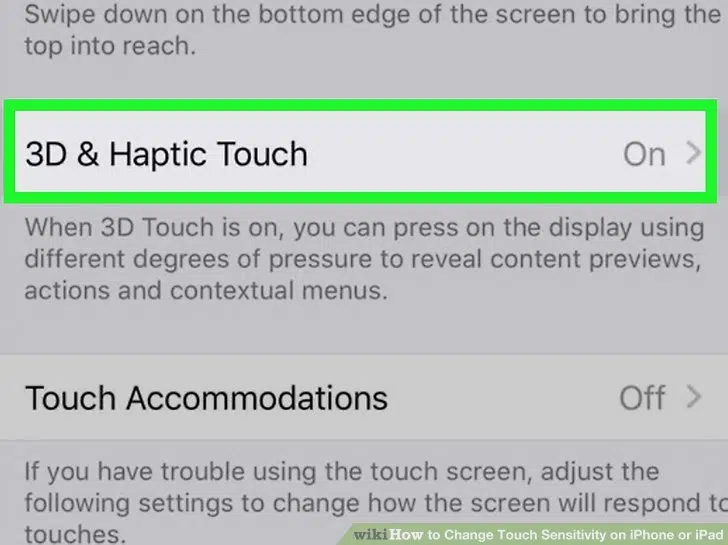 Swipe down on the bottom edge of the screen to bring the
top into reach.
3D & Haptic Touch On
When 3D Touch is on, you can press on the display using
different degrees of pressure to reveal content previews,
actions and contextual menus.
Touch Accommodations Off
If you have trouble using the touch screen, adjust the
following settings to change how the screen will respond to
touches.
wikiHow to Change Touch Sensitivity on iPhone or iPad